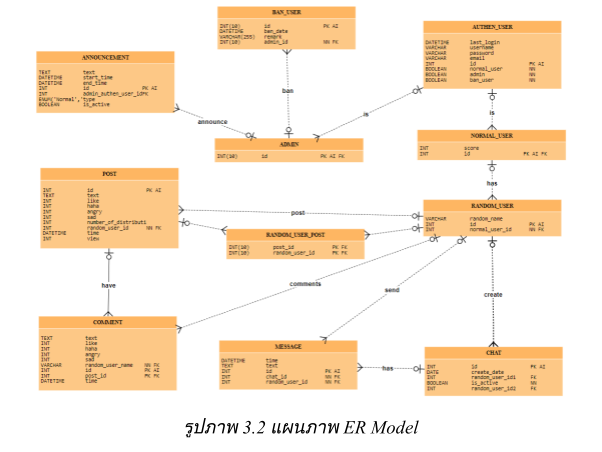 BAN_USER
INT(10) id PK AI
DATETIME ban_data
VARCHAR(255) remark
INT(10) admin_id NN FK
AUTHEN_USER
DATETIME last_login
VARCHAR username
VARCHAR password
VARCHAR email
INT id PK AI
BOOLEAN normal_user NN
BOOLEAN admin NN
BOOLEAN ban_user NN
ANNOUNCEMENT
TEXT text
DATETIME start_time
DATETIME end_time
INT id PK AI
INT admin_authen_user_idFK
ENUM('Normal','type
BOOLEAN is_active
ban
is
is
announce
ADMIN
INT(10) id PK AI FK
NORMAL_USER
INT score
INT id PK AI FK
has
POST
INT id PK AI
TEXT text
INT like
INT haha
INT angry
INT sad
INT number_of_distributi
INT random_user_id NN FK
DATETIME time
INT view
post
RANDOM_USER
VARCHAR random_name
INT id PK AI
INT normal_user_id NN FK
RANDOM_USER_POST
INT(10) post_id PK FK
INT(10) random_user_id PK FK
have
comments
send
create
COMMENT
TEXT text
INT like
INT haha
INT angry
INT sad
VARCHAR random_user_name NN FK
INT id PK AI
INT post_id PK FK
DATETIME time
MESSAGE
DATETIME time
TEXT text
INT id PK AI
INT chat_id NN FK
INT random_user_id NN FK
has
CHAT
INT id PK AI
DATE create_data
INT random_user_id1 FK
BOOLEAN is_active NN
INT random_user_id2 FK
รูปภาพ 3.2 แผนภาพ ER Model